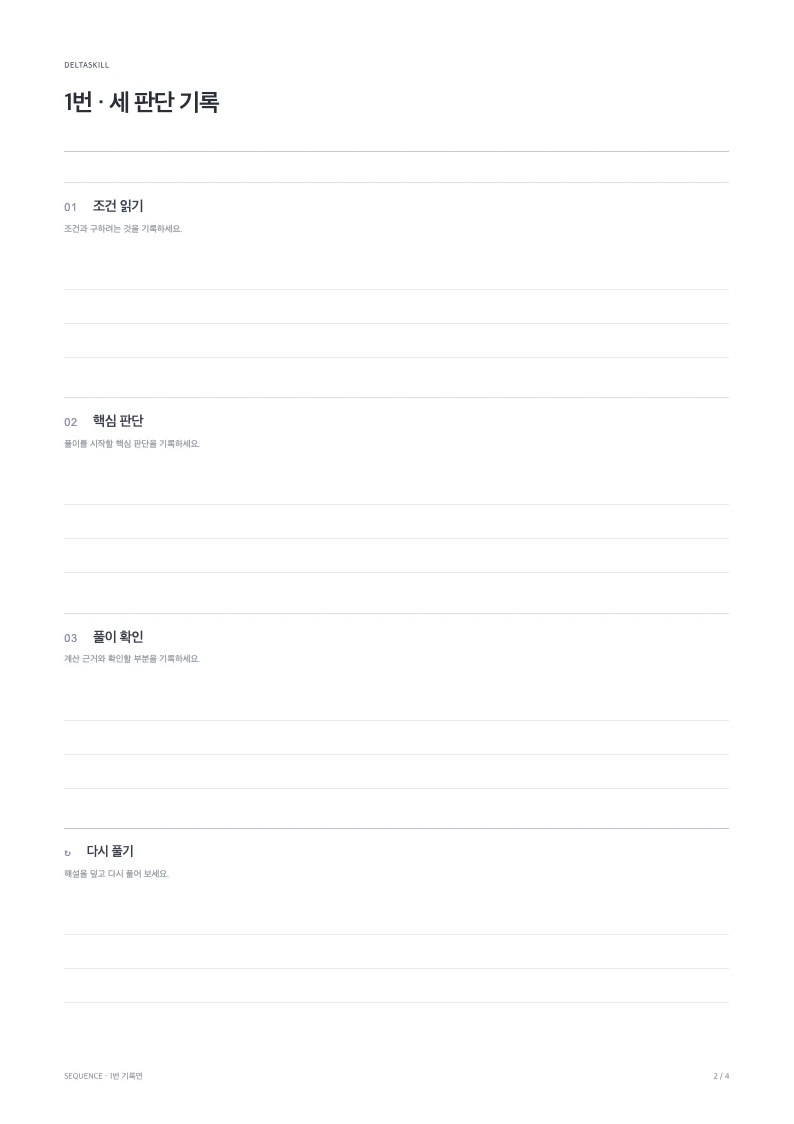 DELTASKILL
1번 · 세 판단 기록
01 조건 읽기
조건과 구하려는 것을 기록하세요.
02 핵심 판단
풀이를 시작할 핵심 판단을 기록하세요.
03 풀이 확인
계산 근거와 확인할 부분을 기록하세요.
↻ 다시 풀기
해설을 덮고 다시 풀어 보세요.
SEQUENCE · 1번 기록면
2 / 4